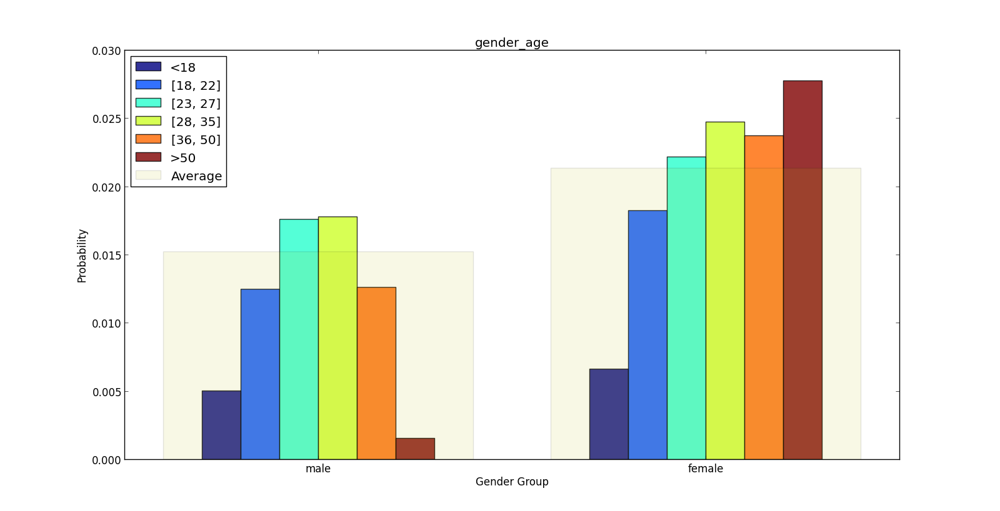 gender_age
0.030
0.025
0.020
0.015
0.010
0.005
0.000
Probability
<18
[18, 22]
[23, 27]
[28, 35]
[36, 50]
>50
Average
male
female
Gender Group